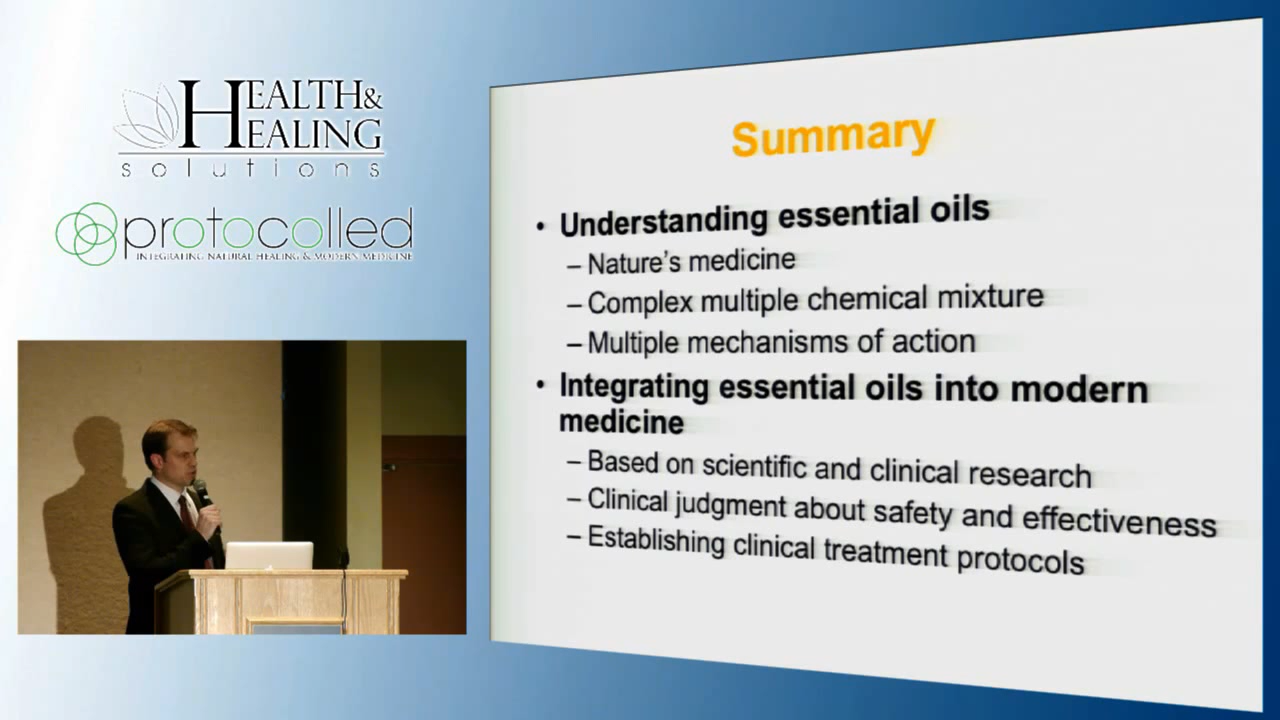 HEALTH&
HEALING
solutions
protocolled
INTEGRATING NATURAL HEALING & MODERN MEDICINE
Summary
• Understanding essential oils
– Nature's medicine
– Complex multiple chemical mixture
– Multiple mechanisms of action
• Integrating essential oils into modern
medicine
– Based on scientific and clinical research
– Clinical judgment about safety and effectiveness
– Establishing clinical treatment protocols